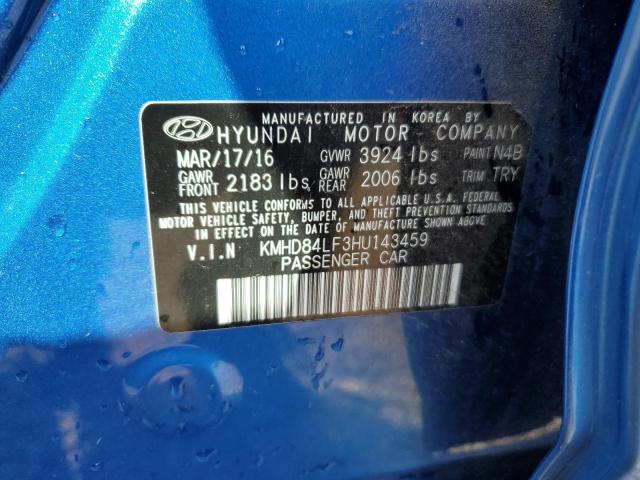 MANUFACTURED IN KOREA BY
HYUNDAI MOTOR COMPANY
MAR/17/16 GVWR 3924 lbs PAINT N4B
GAWR FRONT 2183 lbs, GAWR REAR 2006 lbs TRIM TRY
THIS VEHICLE CONFORMS TO ALL APPLICABLE U.S.A. FEDERAL
MOTOR VEHICLE SAFETY, BUMPER, AND THEFT PREVENTION STANDARDS
IN EFFECT ON THE DATE OF MANUFACTURE SHOWN ABOVE.
V.I.N KMHD84LF3HU143459
PASSENGER CAR